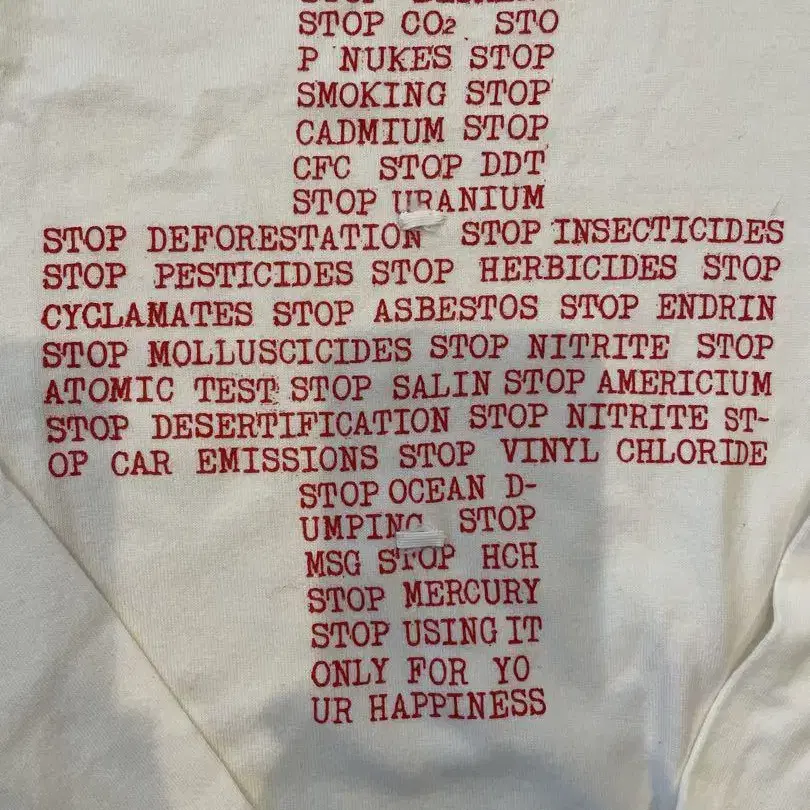 STOP
STOP CO₂ STO
P NUKES STOP
SMOKING STOP
CADMIUM STOP
CFC STOP DDT
STOP URANIUM
STOP DEFORESTATION STOP INSECTICIDES
STOP PESTICIDES STOP HERBICIDES STOP
CYCLAMATES STOP ASBESTOS STOP ENDRIN
STOP MOLLUSCICIDES STOP NITRITE STOP
ATOMIC TEST STOP SALIN STOP AMERICIUM
STOP DESERTIFICATION STOP NITRITE ST-
OP CAR EMISSIONS STOP VINYL CHLORIDE
STOP OCEAN D-
UMPING STOP
MSG STOP HCH
STOP MERCURY
STOP USING IT
ONLY FOR YO
UR HAPPINESS